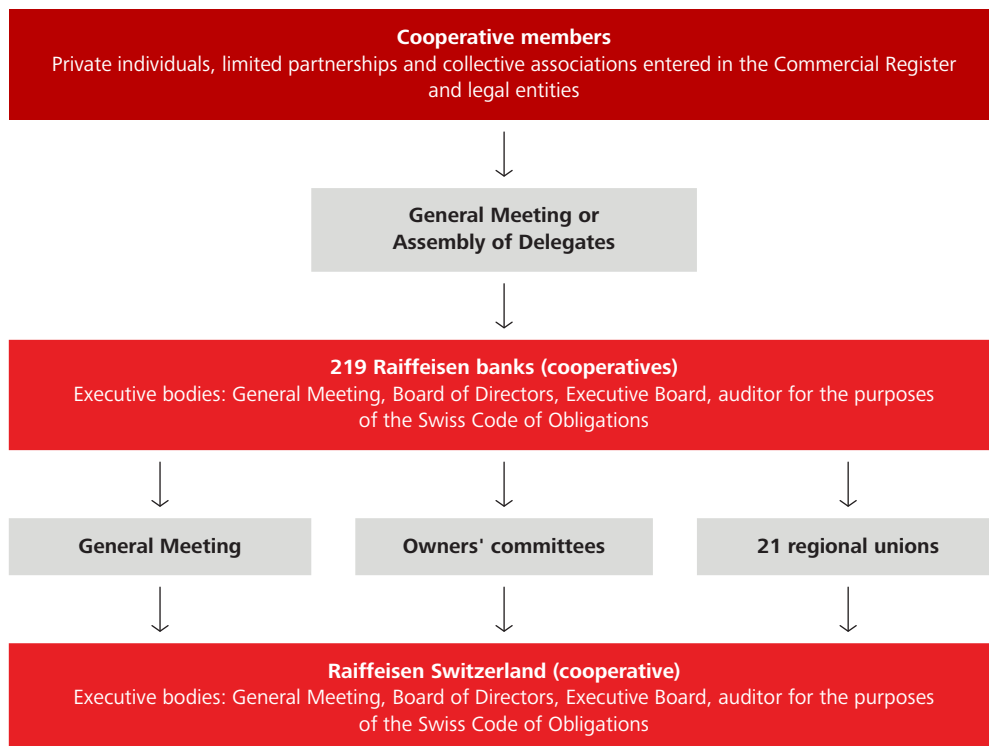 Cooperative members
Private individuals, limited partnerships and collective associations entered in the Commercial Register
and legal entities
General Meeting or
Assembly of Delegates
219 Raiffeisen banks (cooperatives)
Executive bodies: General Meeting, Board of Directors, Executive Board, auditor for the purposes
of the Swiss Code of Obligations
General Meeting
Owners' committees
21 regional unions
Raiffeisen Switzerland (cooperative)
Executive bodies: General Meeting, Board of Directors, Executive Board, auditor for the purposes
of the Swiss Code of Obligations